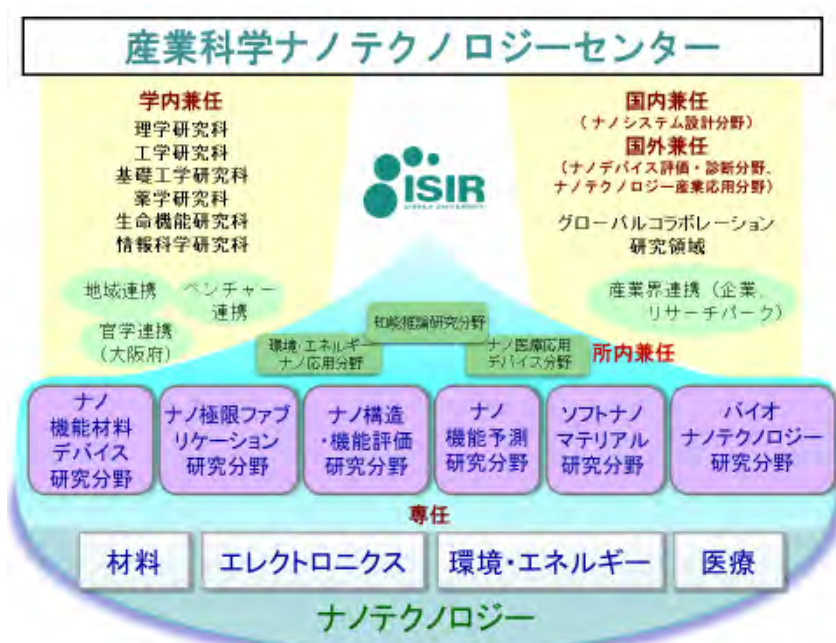 産業科学ナノテクノロジーセンター
学内兼任
理学研究科
工学研究科
基礎工学研究科
薬学研究科
生命機能研究科
情報科学研究科
地域連携
ベンチャー
連携
官学連携
(大阪府)
ISIR
国内兼任
(ナノシステム設計分野)
国外兼任
(ナノデバイス評価・診断分野、
ナノテクノロジー産業応用分野)
グローバルコラボレーション
研究領域
産業界連携(企業、
リサーチパーク)
知能推論研究分野
環境・エネルギー
ナノ応用分野
ナノ医療応用
デバイス分野
所内兼任
ナノ
機能材料
デバイス
研究分野
ナノ極限ファブ
リケーション
研究分野
ナノ構造
・機能評価
研究分野
ナノ
機能予測
研究分野
ソフトナノ
マテリアル
研究分野
バイオ
ナノテクノロジー
研究分野
専任
材料
エレクトロニクス
環境・エネルギー
医療
ナノテクノロジー